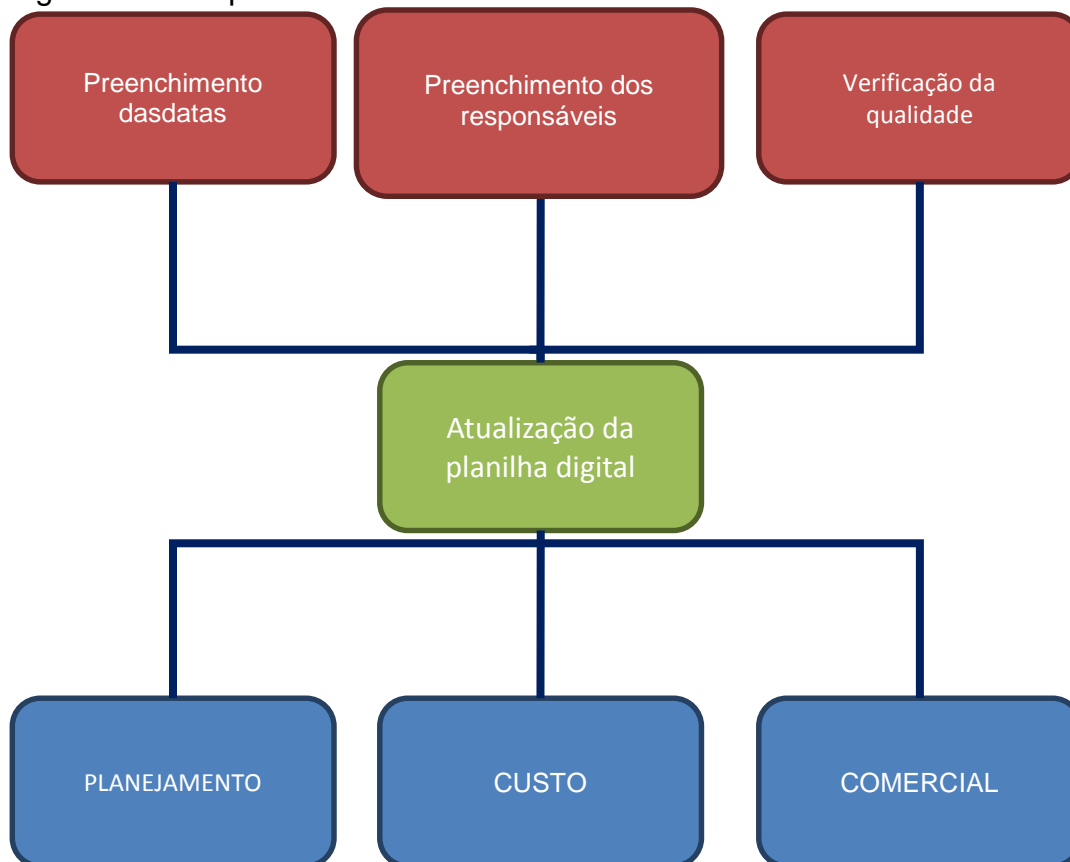 Preenchimento
dasdatas
Preenchimento dos
responsáveis
Verificação da
qualidade
Atualização da
planilha digital
PLANEJAMENTO
CUSTO
COMERCIAL